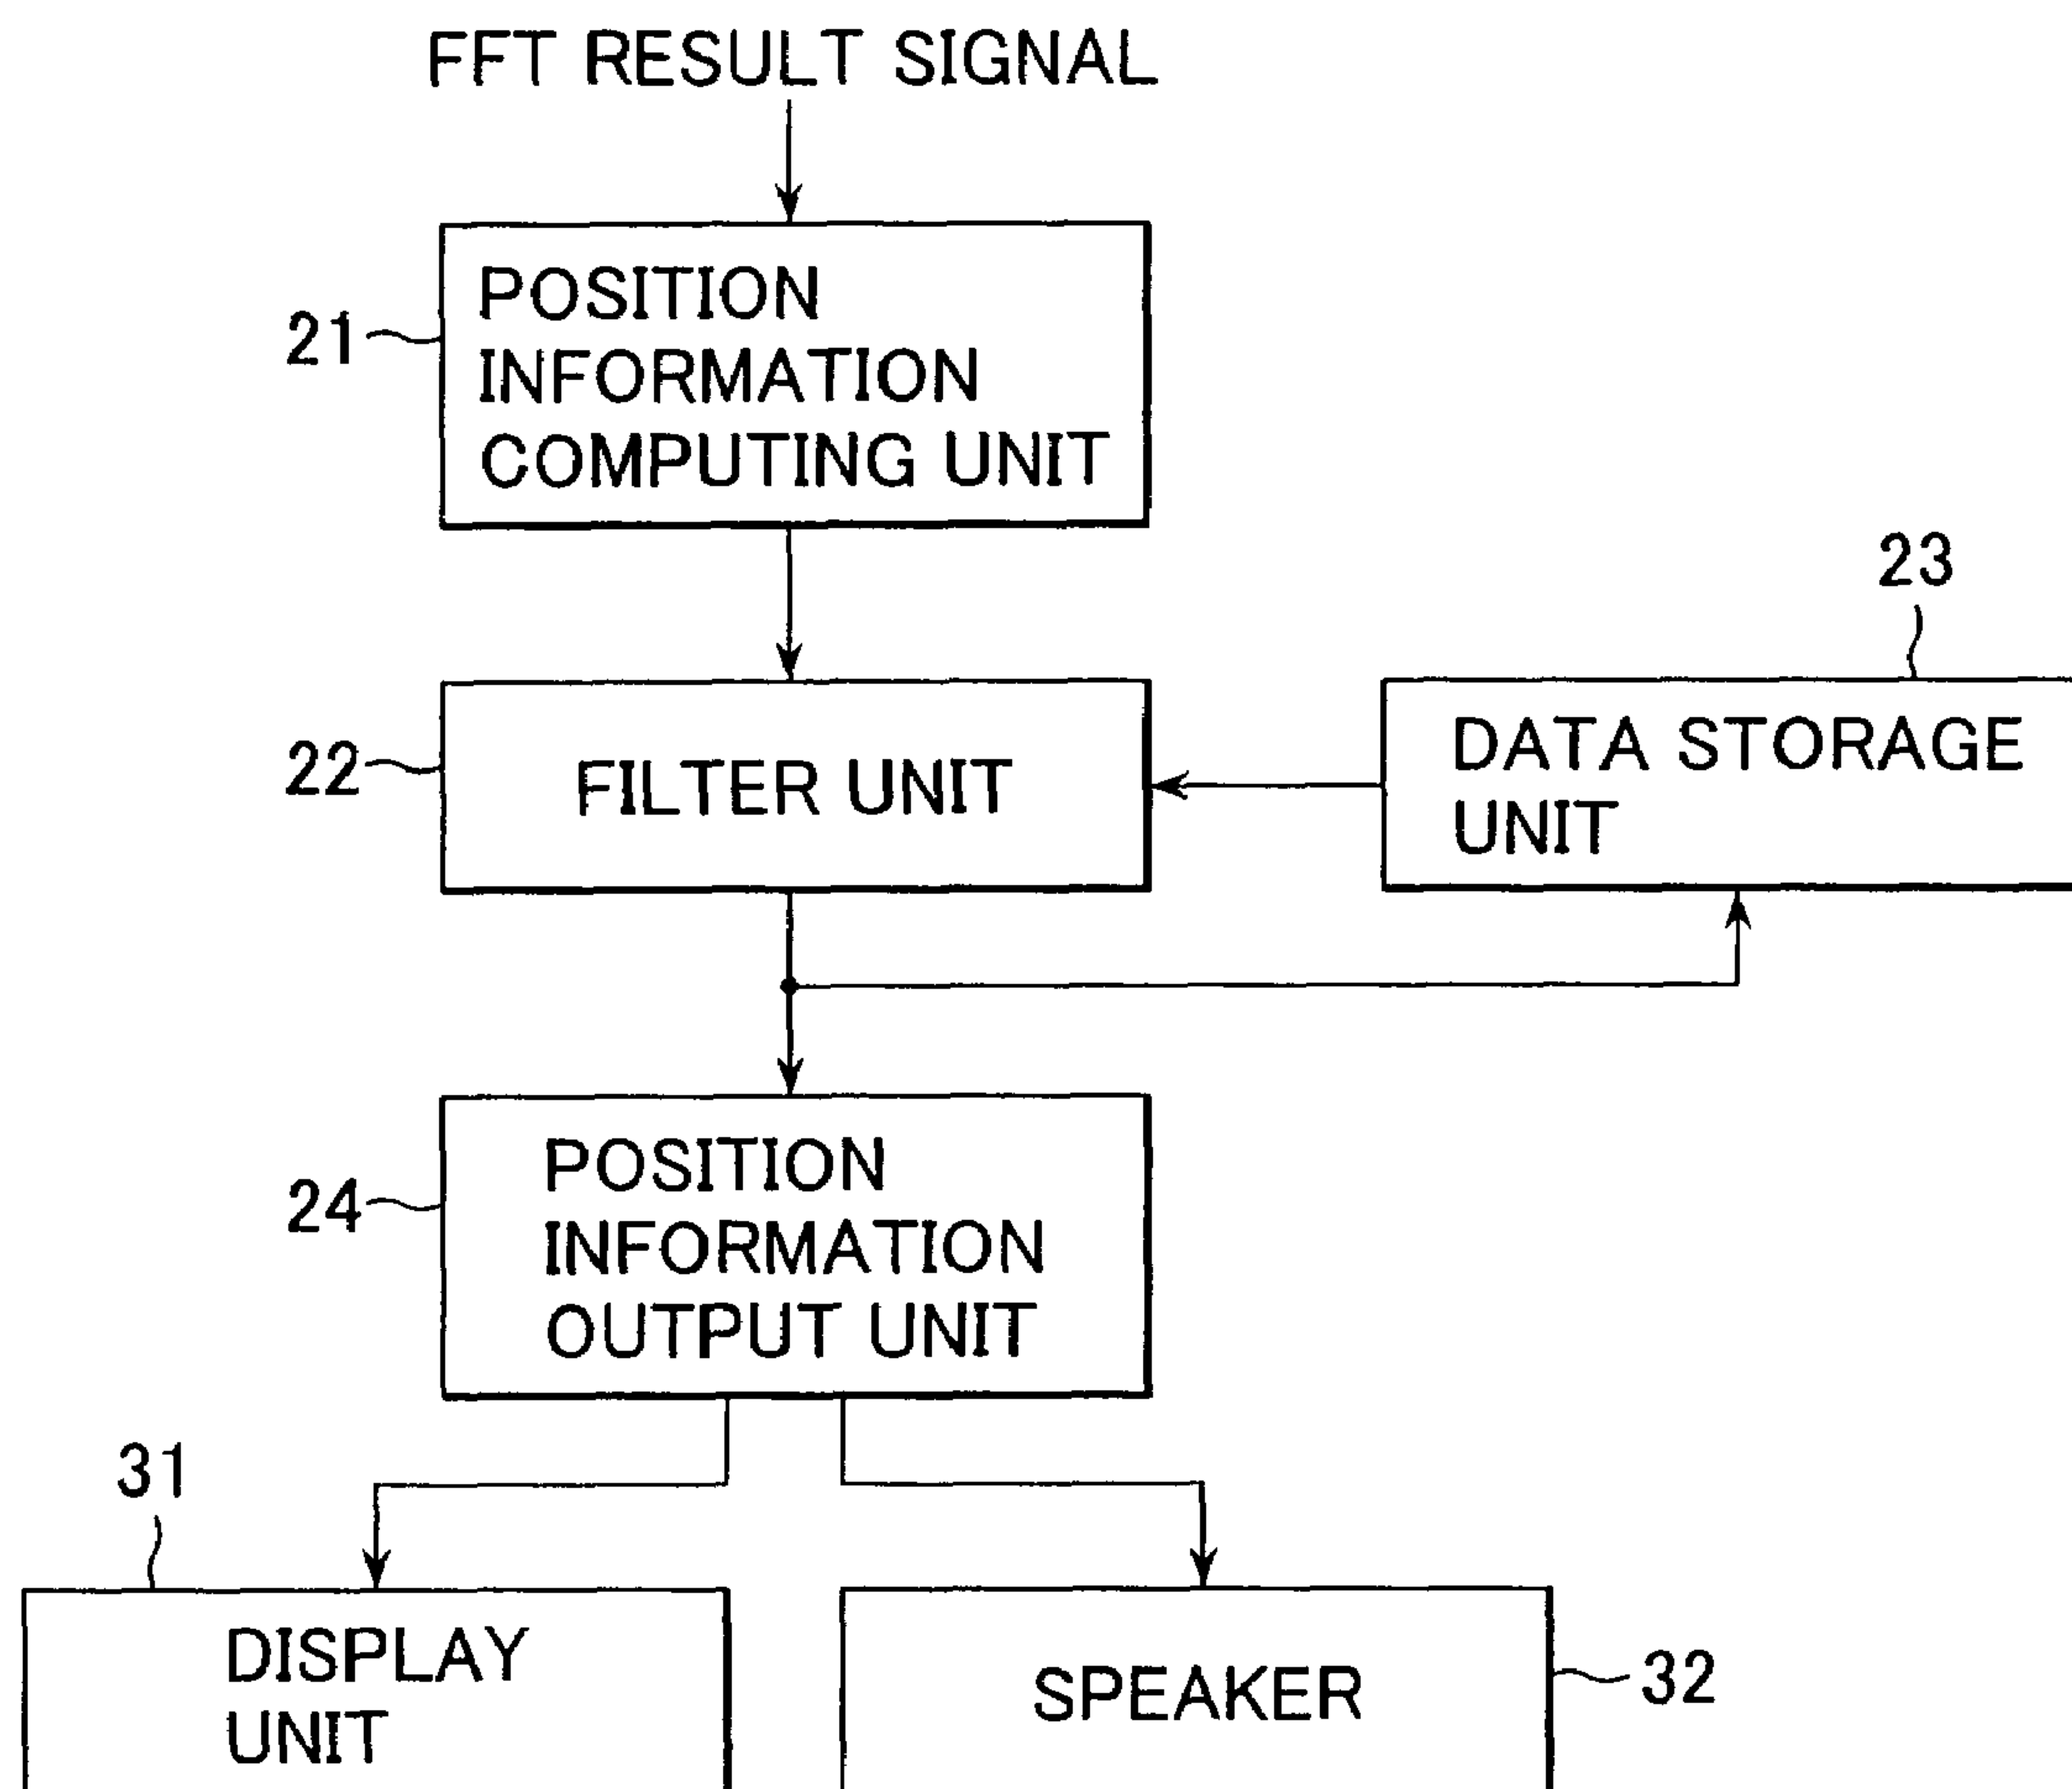 FFT RESULT SIGNAL
21
POSITION
INFORMATION
COMPUTING UNIT
23
22
FILTER UNIT
DATA STORAGE
UNIT
24
POSITION
INFORMATION
OUTPUT UNIT
31
DISPLAY
UNIT
SPEAKER
32